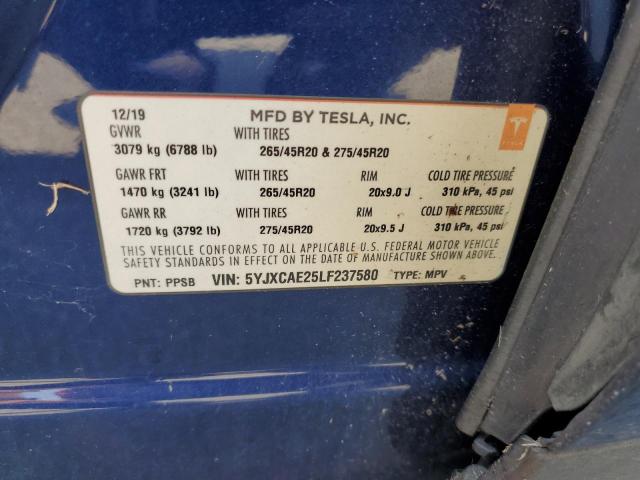 12/19 MFD BY TESLA, INC.
GVWR WITH TIRES
3079 kg (6788 lb) 265/45R20 & 275/45R20
TESLA
GAWR FRT WITH TIRES RIM COLD TIRE PRESSURE
1470 kg (3241 lb) 265/45R20 20x9.0 J 310 kPa, 45 psi
GAWR RR WITH TIRES RIM COLD TIRE PRESSURE
1720 kg (3792 lb) 275/45R20 20x9.5 J 310 kPa, 45 psi
THIS VEHICLE CONFORMS TO ALL APPLICABLE U.S. FEDERAL MOTOR VEHICLE
SAFETY STANDARDS IN EFFECT ON THE DATE OF MANUFACTURE SHOWN ABOVE.
PNT: PPSB VIN: 5YJXCAE25LF237580 TYPE: MPV